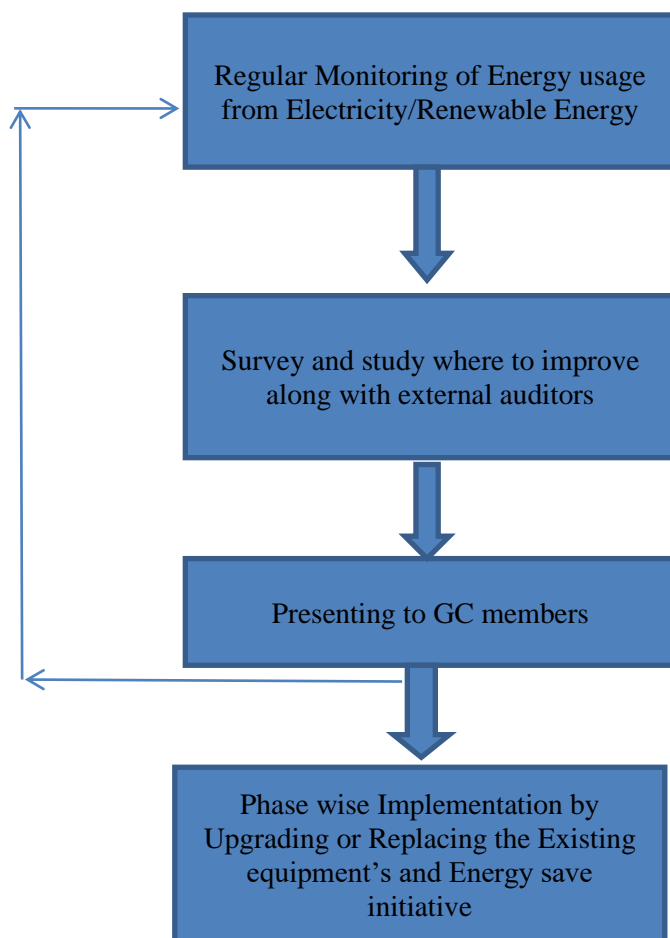 Regular Monitoring of Energy usage
from Electricity/Renewable Energy
Survey and study where to improve
along with external auditors
Presenting to GC members
Phase wise Implementation by
Upgrading or Replacing the Existing
equipment’s and Energy save
initiative